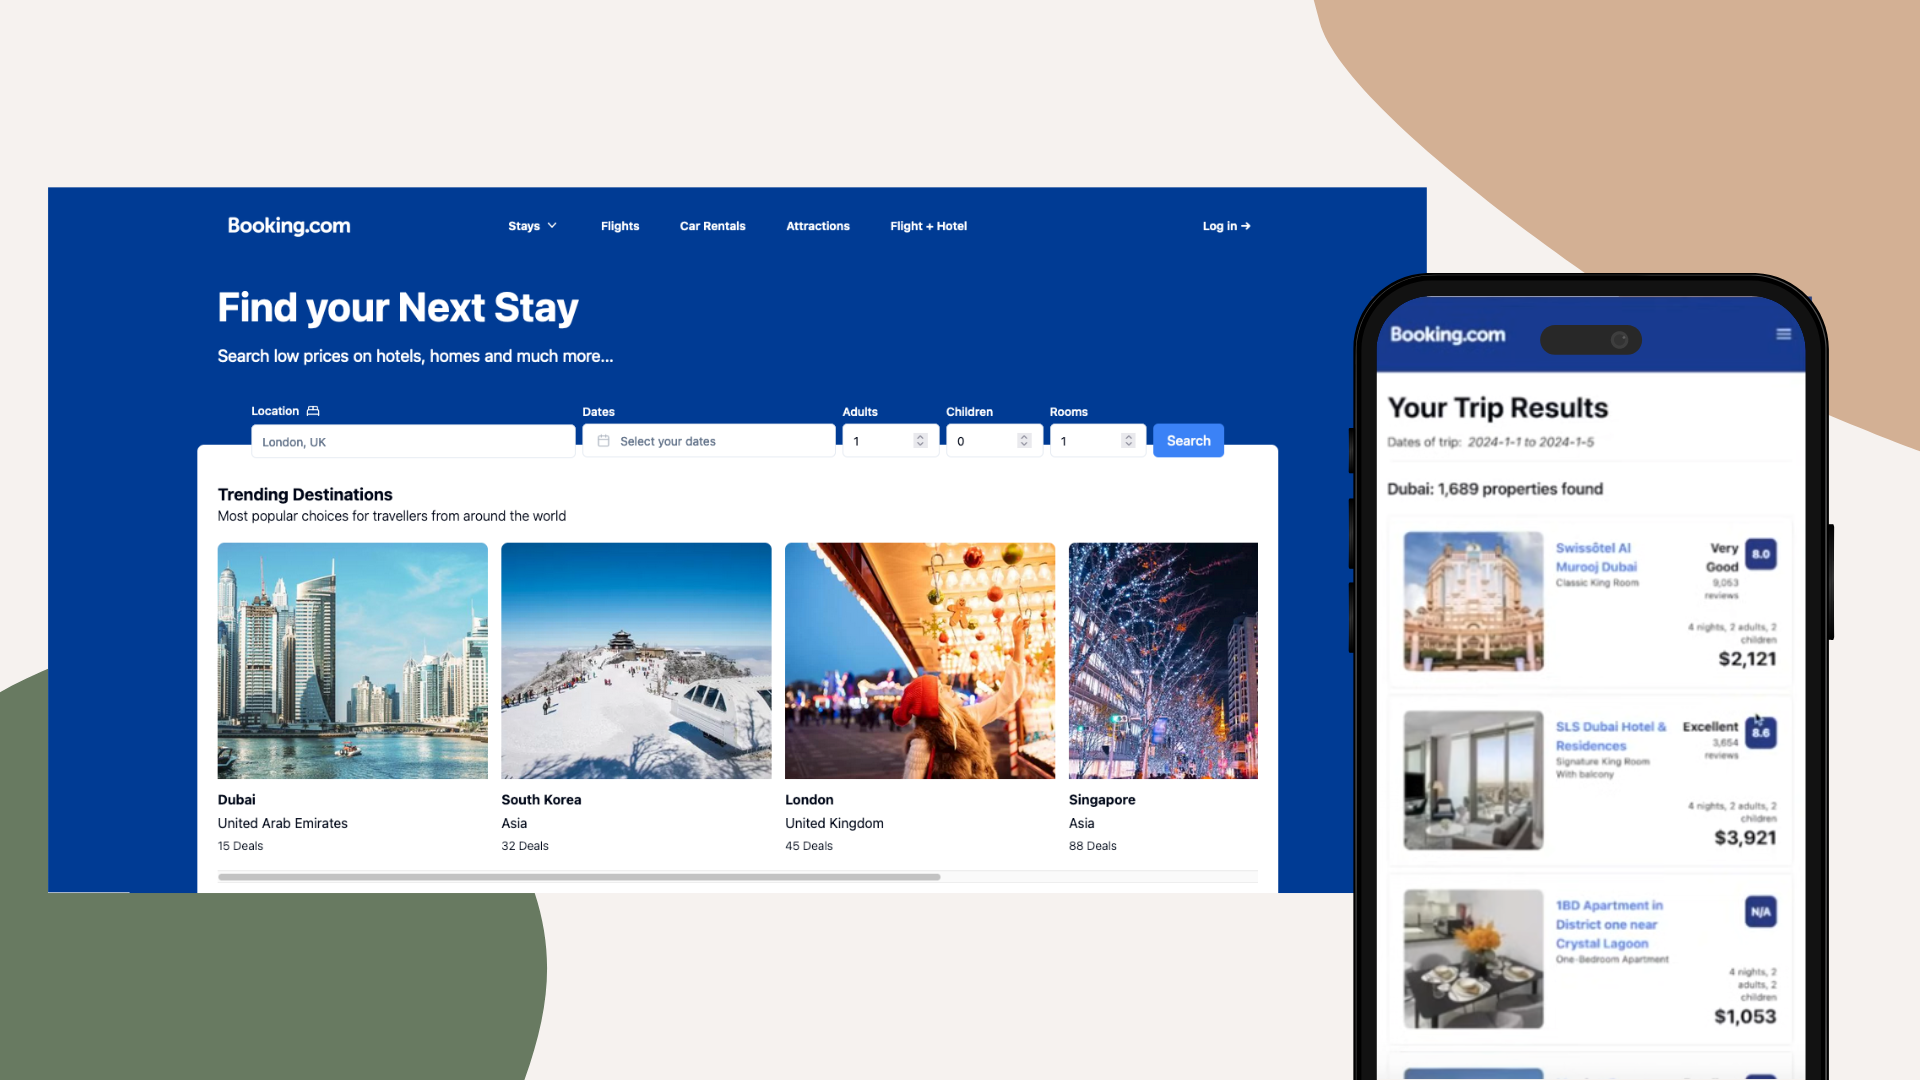 Booking.com
Stays
Flights
Car Rentals
Attractions
Flight + Hotel
Log in →
Find your Next Stay
Search low prices on hotels, homes and much more...
Location
Dates
Adults
Children
Rooms
London, UK
Select your dates
1
0
1
Search
Trending Destinations
Most popular choices for travellers from around the world
Dubai
United Arab Emirates
15 Deals
South Korea
Asia
32 Deals
London
United Kingdom
45 Deals
Singapore
Asia
88 Deals
Booking.com
Your Trip Results
Dates of trip: 2024-1-1 to 2024-1-5
Dubai: 1,689 properties found
Swissôtel Al
Murooj Dubai
Classic King Room
Very
Good
8.0
9,053
reviews
4 nights, 2 adults, 2
children
$2,121
SLS Dubai Hotel &
Residences
Signature King Room
With balcony
Excellent
8.6
3,654
reviews
4 nights, 2 adults, 2
children
$3,921
1BD Apartment in
District one near
Crystal Lagoon
One-Bedroom Apartment
N/A
4 nights, 2
adults, 2
children
$1,053